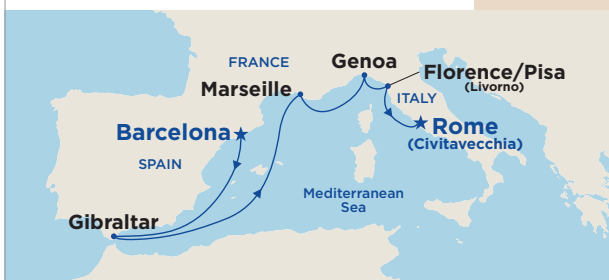 FRANCE
Genoa
Marseille
Florence/Pisa
(Livorno)
ITALY
Barcelona
Rome
(Civitavecchia)
SPAIN
Mediterranean
Sea
Gibraltar